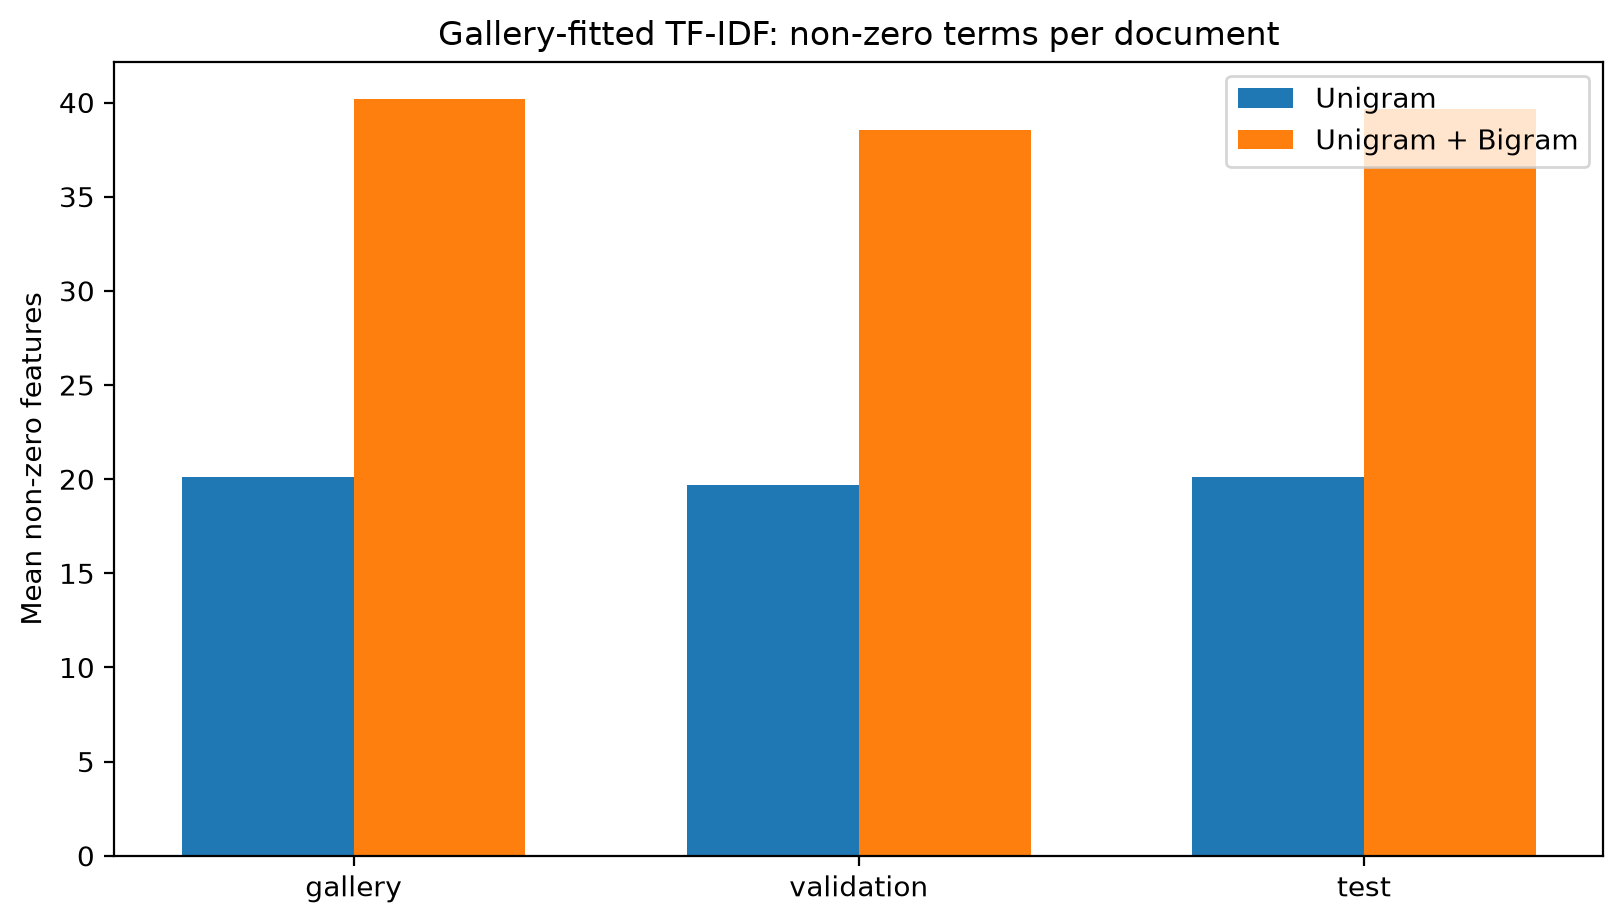 Gallery-fitted TF-IDF: non-zero terms per document
Unigram
Unigram + Bigram
Mean non-zero features
40
35
30
25
20
15
10
5
0
gallery
validation
test